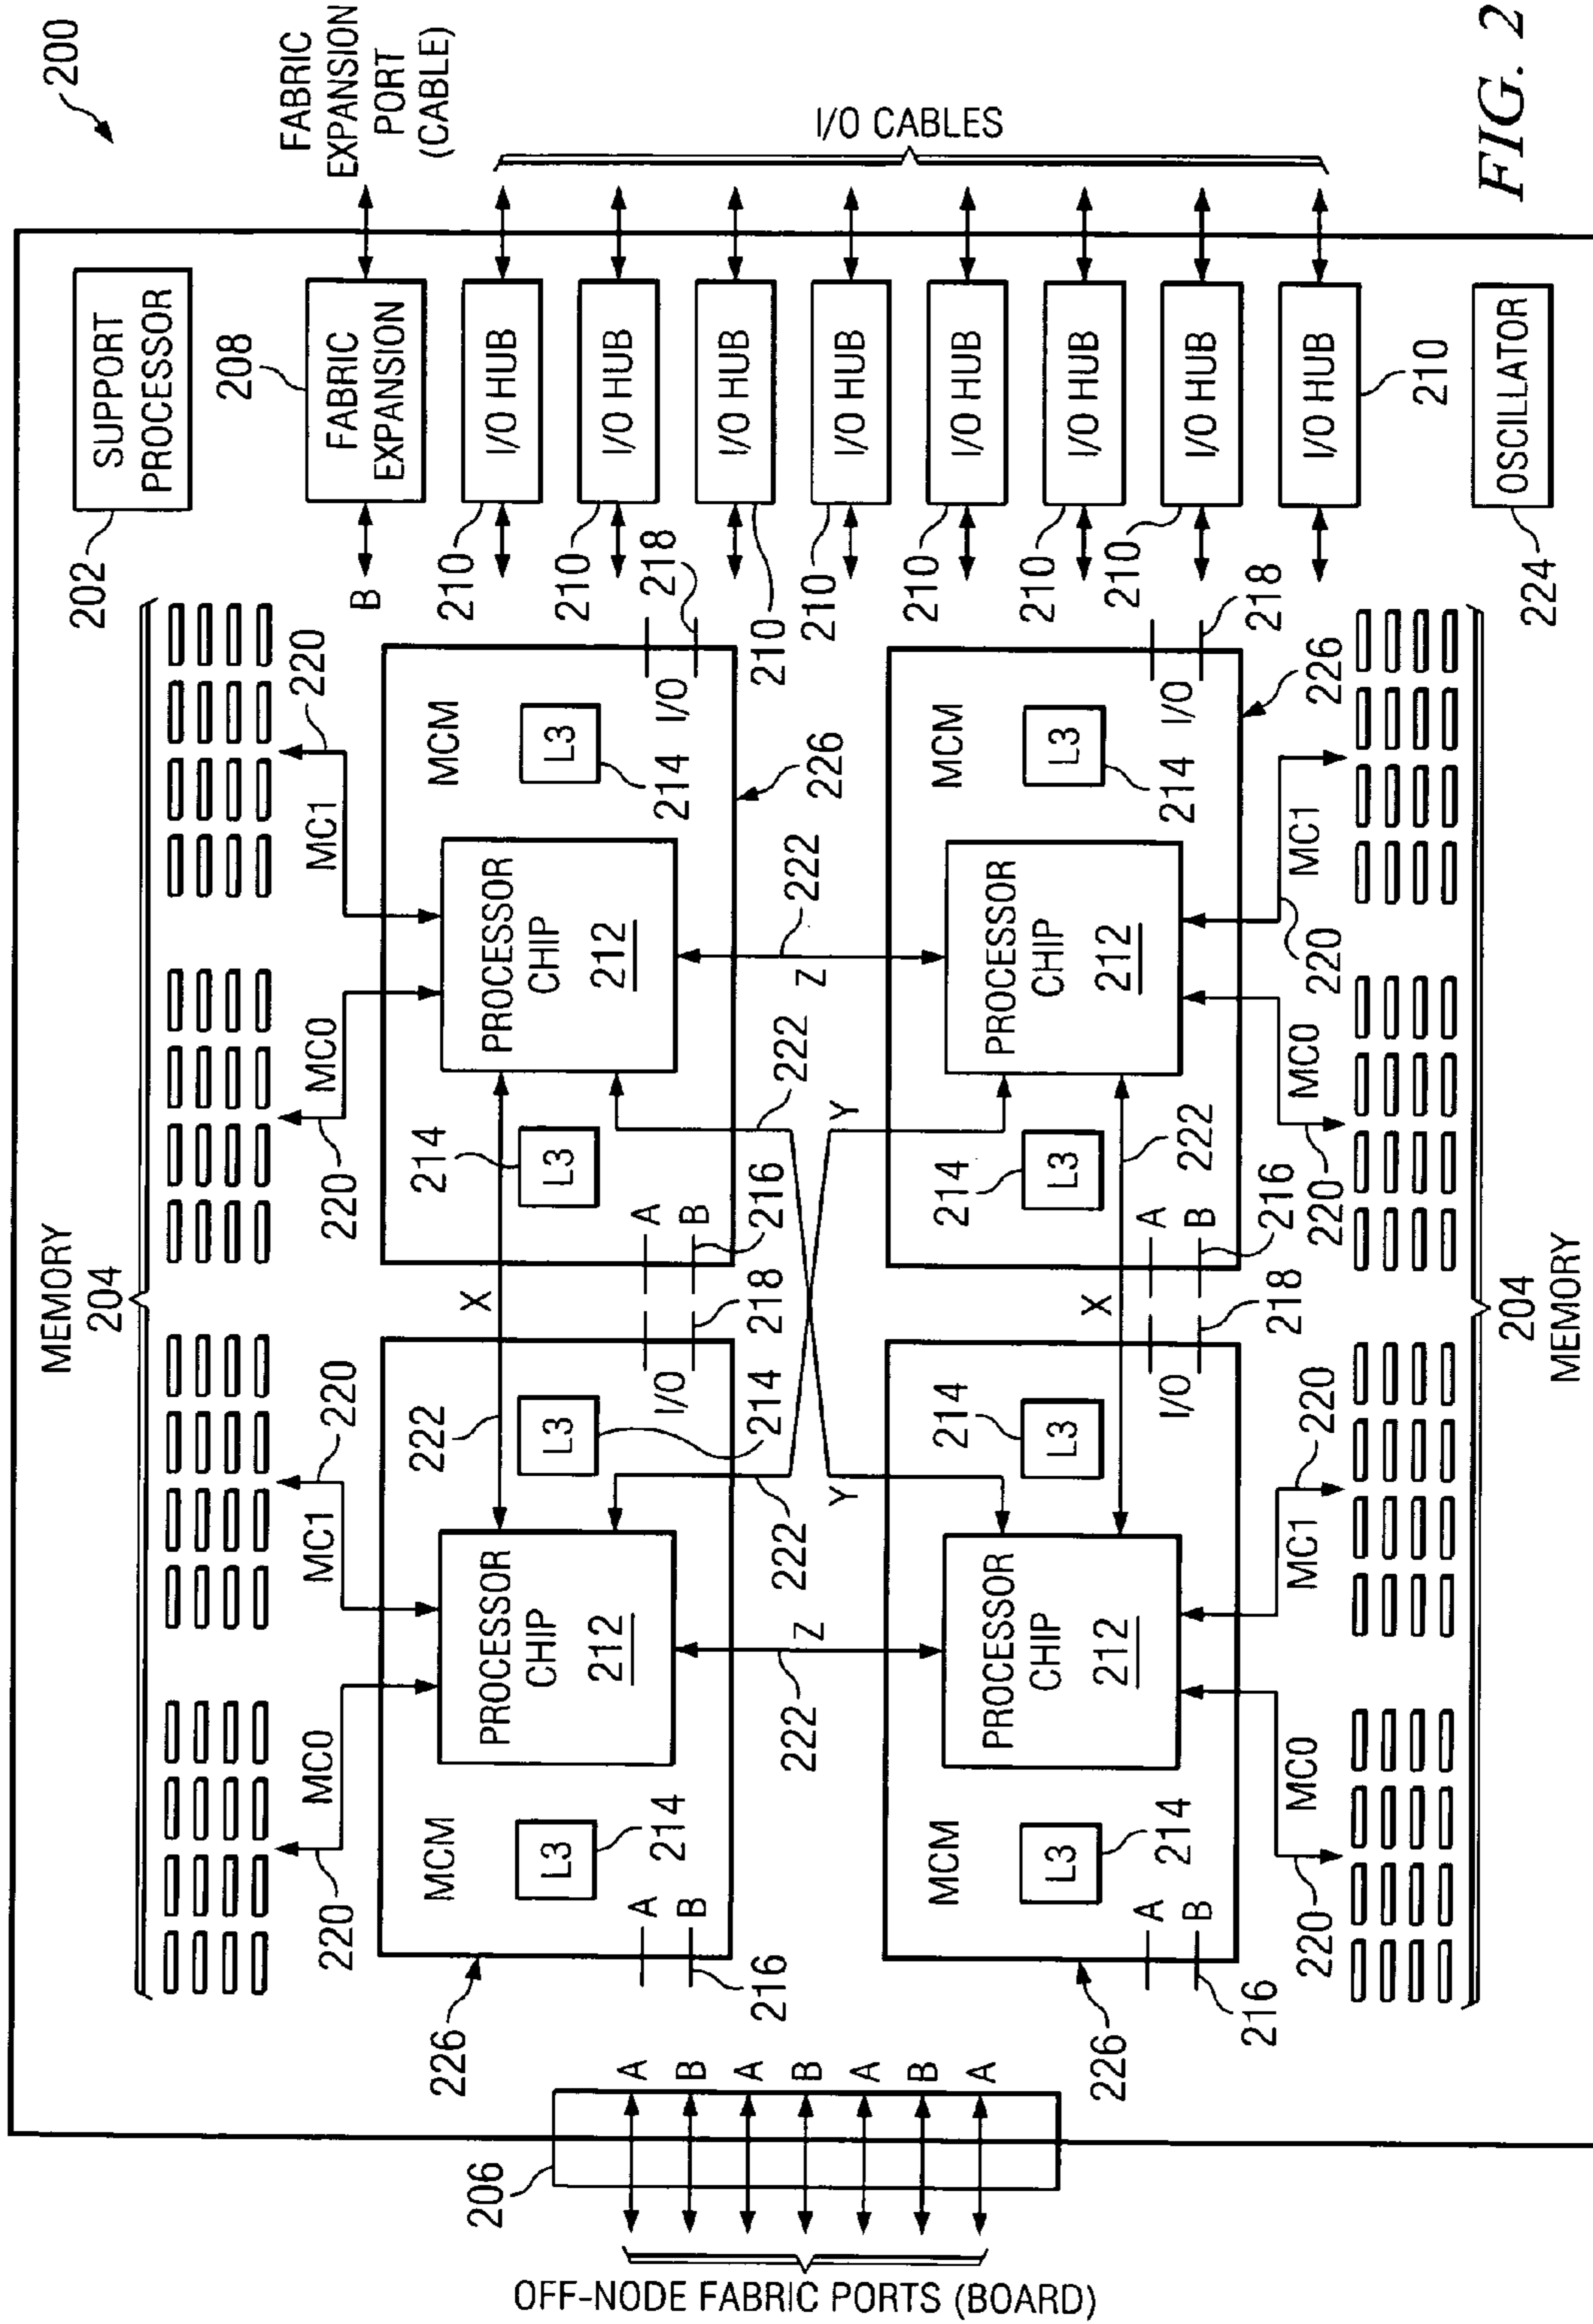 200
MEMORY
204
202
SUPPORT
PROCESSOR
FABRIC
EXPANSION
PORT
(CABLE)
208
FABRIC
EXPANSION
B
220
MC0
MC1
220
220
MC0
MC1
220
226
MCM
PROCESSOR
CHIP
212
L3
214
L3
214
222
X
A
B
216
I/O
218
MCM
PROCESSOR
CHIP
212
L3
214
L3
214
A
B
216
I/O
218
226
206
A
B
A
B
A
B
A
OFF-NODE FABRIC PORTS (BOARD)
222
Z
222
Y
222
Y
Z
222
210
I/O HUB
210
I/O HUB
210
I/O HUB
210
I/O HUB
210
I/O HUB
210
I/O HUB
210
I/O HUB
210
I/O HUB
I/O CABLES
226
MCM
PROCESSOR
CHIP
212
L3
214
L3
214
A
B
216
I/O
218
X
222
MCM
PROCESSOR
CHIP
212
L3
214
L3
214
A
B
216
I/O
218
226
220
MC0
MC1
220
220
MC0
220
MC1
224
OSCILLATOR
204
MEMORY
FIG. 2